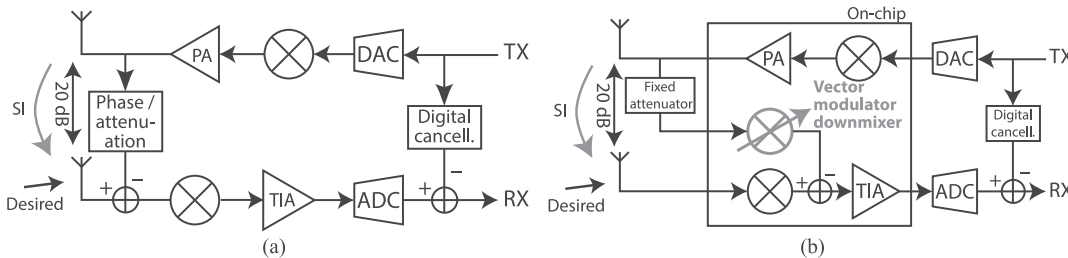 PA
DAC
TX
SI
20 dB
Phase /
attenu-
ation
Digital
cancell.
Desired
+
−
TIA
ADC
+
−
RX
(a)
On-chip
PA
DAC
TX
SI
20 dB
Fixed
attenuator
Vector
modulator
downmixer
Digital
cancell.
Desired
+
−
TIA
ADC
+
−
RX
(b)